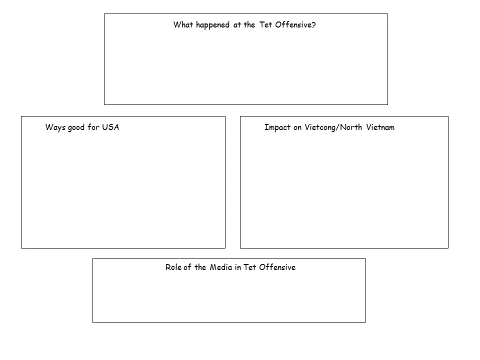 What happened at the Tet Offensive?
Ways good for USA
Impact on Vietcong/North Vietnam
Role of the Media in Tet Offensive